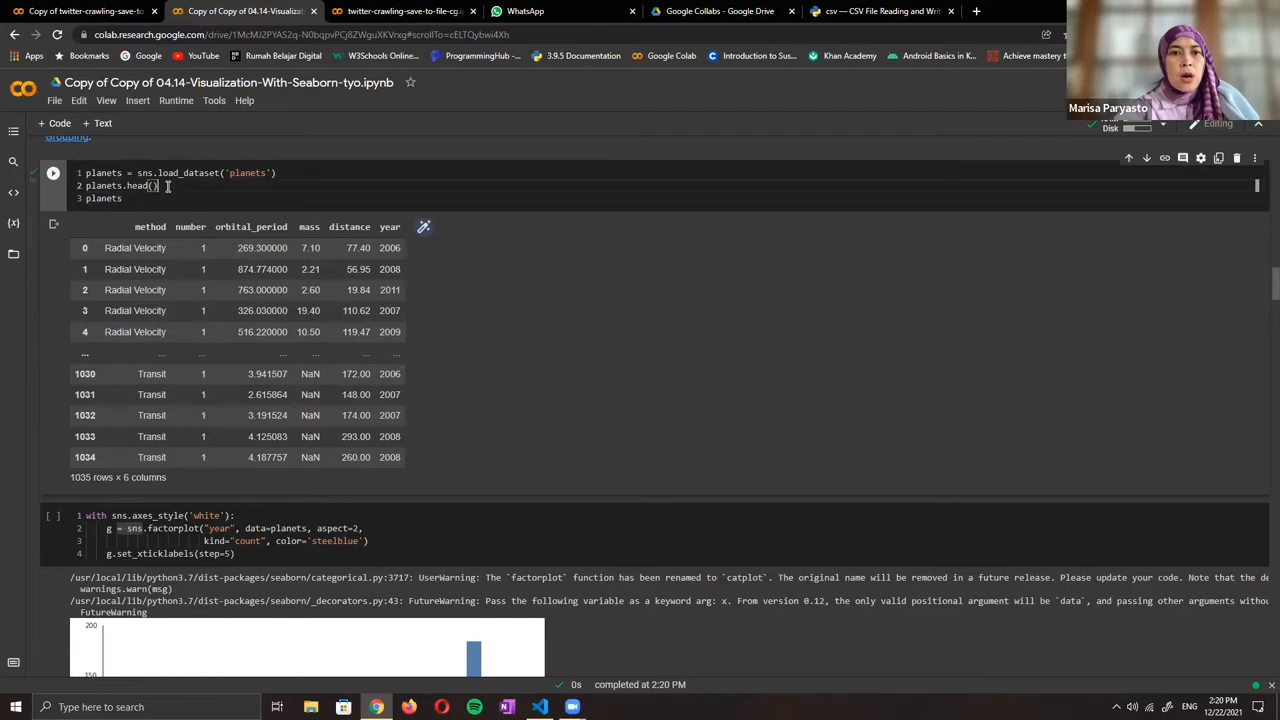 Copy of twitter-crawling-save-to
Copy of Copy of 04.14-Visualizat
twitter-crawling-save-to-file-cg
WhatsApp
Google Collabs - Google Drive
csv — CSV File Reading and Writ
colab.research.google.com/drive/1McMJ2PYAS2q-N0bqpvPCj8ZWguXKVrxg#scrollTo=cELTQybwi4Xh
Apps
YouTube
Maps
Gmail
REDCap
Rumah Belajar Digital
W3Schools Online...
ProgrammingHub -...
3.9.5 Documentation
Google Colab
Introduction to Sus...
Khan Academy
Android Basics in K...
Achieve mastery t
Marisa Paryasto
Copy of Copy of 04.14-Visualization-With-Seaborn-tyo.ipynb
File Edit View Insert Runtime Tools Help
+ Code + Text
Disk
Editing
Grouping.
1 planets = sns.load_dataset('planets')
2 planets.head()
3 planets
method number orbital_period mass distance year
0 Radial Velocity 1 269.300000 7.10 77.40 2006
1 Radial Velocity 1 874.774000 2.21 56.95 2008
2 Radial Velocity 1 763.000000 2.60 19.84 2011
3 Radial Velocity 1 326.030000 19.40 110.62 2007
4 Radial Velocity 1 516.220000 10.50 119.47 2009
... ... ... ... ... ... ...
1030 Transit 1 3.941507 NaN 172.00 2006
1031 Transit 1 2.615864 NaN 148.00 2007
1032 Transit 1 3.191524 NaN 174.00 2007
1033 Transit 1 4.125083 NaN 293.00 2008
1034 Transit 1 4.187757 NaN 260.00 2008
1035 rows × 6 columns
[ ] 1 with sns.axes_style('white'):
2 g = sns.factorplot("year", data=planets, aspect=2,
3 kind="count", color='steelblue')
4 g.set_xticklabels(step=5)
/usr/local/lib/python3.7/dist-packages/seaborn/categorical.py:3717: UserWarning: The `factorplot` function has been renamed to `catplot`. The original name will be removed in a future release. Please update your code. Note that the de
warnings.warn(msg)
/usr/local/lib/python3.7/dist-packages/seaborn/_decorators.py:43: FutureWarning: Pass the following variable as a keyword arg: x. From version 0.12, the only valid positional argument will be `data`, and passing other arguments withou
FutureWarning
200
150
0s completed at 2:20 PM
Type here to search
2:20 PM
12/22/2021